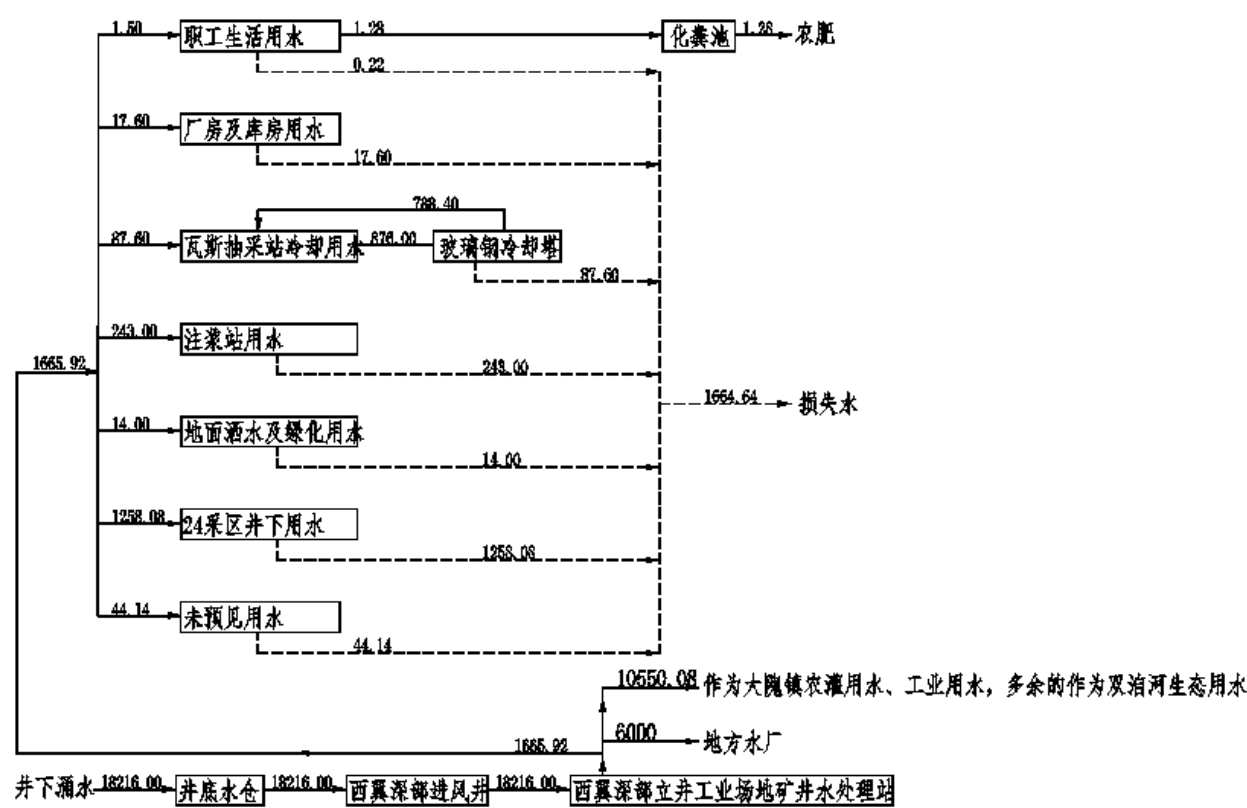 1.50 职工生活用水 1.28 化粪池 1.28 农肥
0.22
17.60 厂房及库房用水
17.60
788.40
87.60 瓦斯抽采站冷却用水 876.00 玻璃钢冷却塔
87.60
243.00 注浆站用水
1665.92 243.00
1664.64 损失水
14.00 地面洒水及绿化用水
14.00
1258.08 24采区井下用水
1258.08
44.14 未预见用水
44.14
10550.08 作为大隗镇农灌用水、工业用水，多余的作为双洎河生态用水
6000 地方水厂
1665.92
井下涌水 18216.00 井底水仓 18216.00 西翼深部进风井 18216.00 西翼深部立井工业场地矿井水处理站